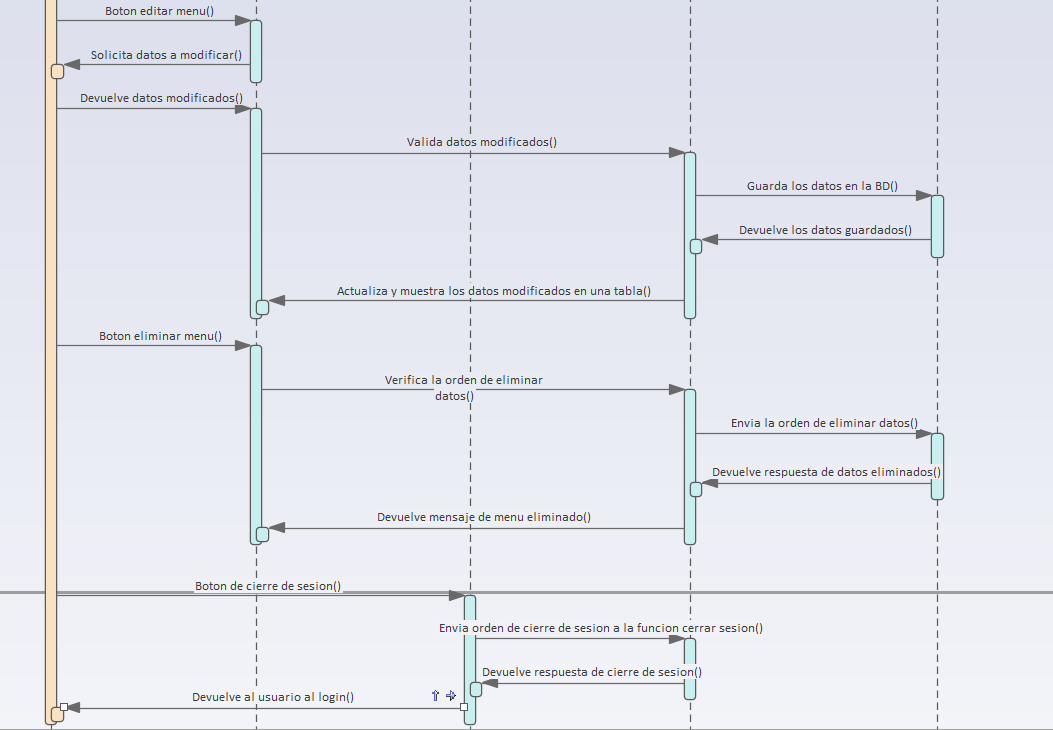 Boton editar menu()
Solicita datos a modificar()
Devuelve datos modificados()
Valida datos modificados()
Guarda los datos en la BD()
Devuelve los datos guardados()
Actualiza y muestra los datos modificados en una tabla()
Boton eliminar menu()
Verifica la orden de eliminar
datos()
Envia la orden de eliminar datos()
Devuelve respuesta de datos eliminados()
Devuelve mensaje de menu eliminado()
Boton de cierre de sesion()
Envia orden de cierre de sesion a la funcion cerrar sesion()
Devuelve respuesta de cierre de sesion()
Devuelve al usuario al login()